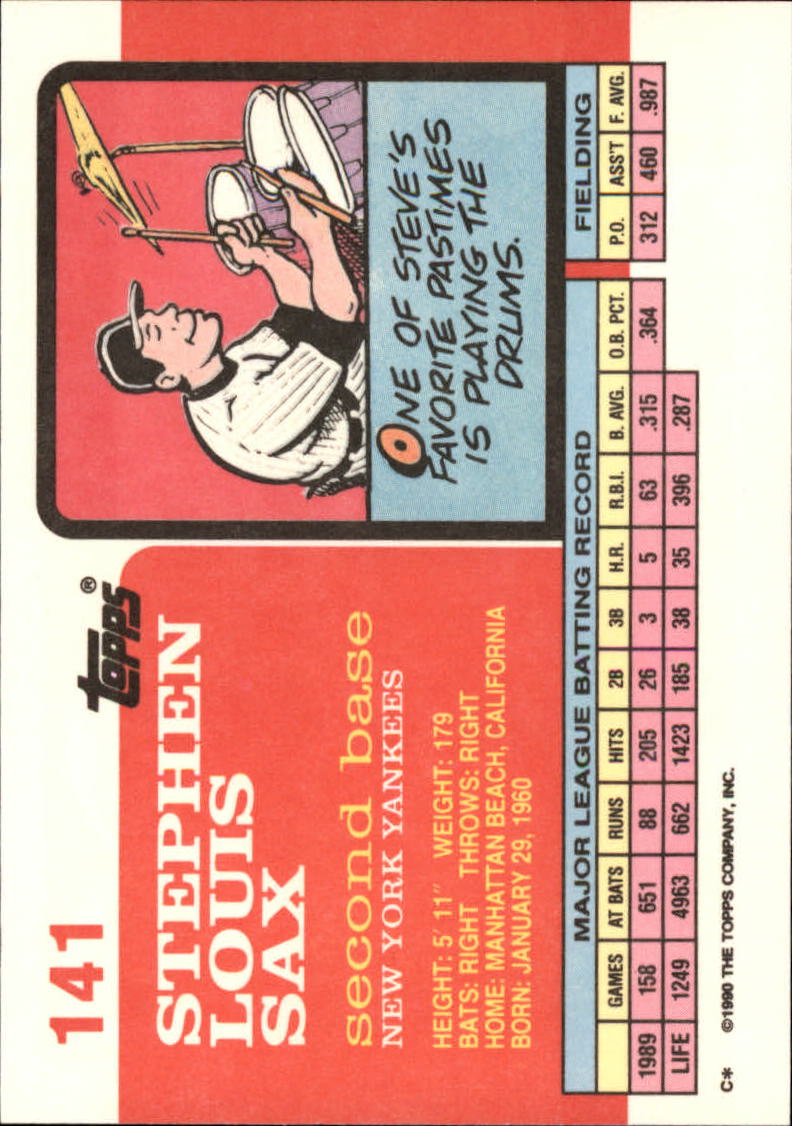 141
topps®
STEPHEN
LOUIS
SAX
second base
NEW YORK YANKEES
HEIGHT: 5' 11" WEIGHT: 179
BATS: RIGHT THROWS: RIGHT
HOME: MANHATTAN BEACH, CALIFORNIA
BORN: JANUARY 29, 1960
ONE OF STEVE'S
FAVORITE PASTIMES
IS PLAYING THE
DRUMS.
MAJOR LEAGUE BATTING RECORD FIELDING
GAMES AT BATS RUNS HITS 2B 3B H.R. R.B.I. B. AVG. O.B. PCT. P.O. ASS'T F. AVG.
1989 158 651 88 205 26 3 5 63 .315 .364 312 460 .987
LIFE 1249 4963 662 1423 185 38 35 396 .287
C* ©1990 THE TOPPS COMPANY, INC.